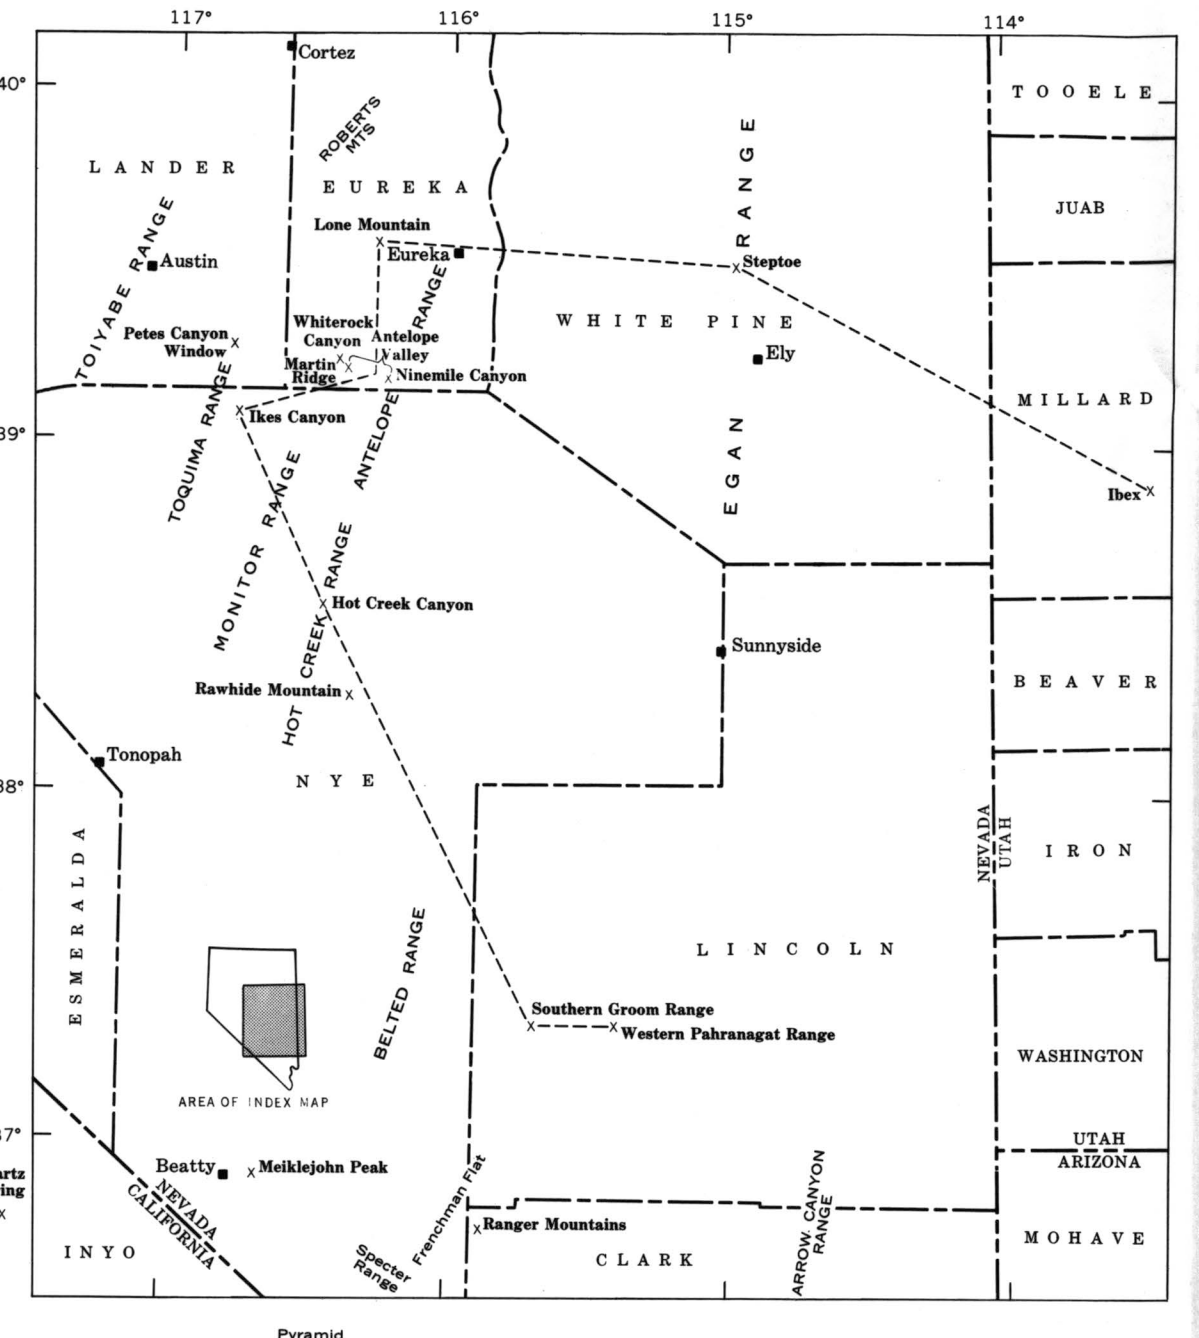 117° 116° 115° 114°
Cortez
40°
TOOELE
ROBERTS
MTS
LANDER
EUREKA
JUAB
Lone Mountain
Eureka
Austin
Steptoe
TOIYABE RANGE
EGAN RANGE
WHITE PINE
Petes Canyon
Window
Whiterock
Canyon
Antelope
Valley
Martin
Ridge
Ninemile Canyon
Ely
MILLARD
39°
Ikes Canyon
TOQUIMA RANGE
ANTELOPE RANGE
MONITOR RANGE
Ibex
Hot Creek Canyon
HOT CREEK RANGE
Sunnyside
BEAVER
Rawhide Mountain
Tonopah
38°
NYE
NEVADA
UTAH
IRON
ESMERALDA
BELTED RANGE
LINCOLN
Southern Groom Range
Western Pahranagat Range
WASHINGTON
AREA OF INDEX MAP
7°
UTAH
ARIZONA
Beatty
Meiklejohn Peak
artz
ring
NEVADA
CALIFORNIA
Frenchman Flat
ARROW CANYON
RANGE
Ranger Mountains
MOHAVE
INYO
Specter
Range
CLARK
Pyramid